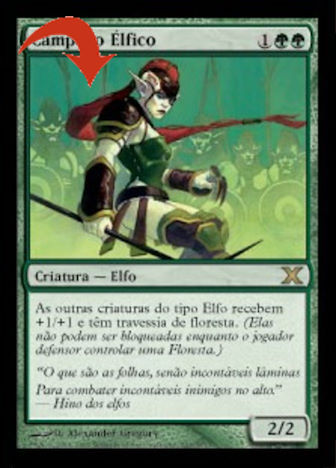 Élfico 1
Criatura — Elfo X
As outras criaturas do tipo Elfo recebem
+1/+1 e têm travessia de floresta. (Elas
não podem ser bloqueadas enquanto o jogador
defensor controlar uma Floresta.)
"O que são as folhas, senão incontáveis lâminas
Para combater incontáveis inimigos no alto."
— Hino dos elfos
Alexander Gregory
2/2